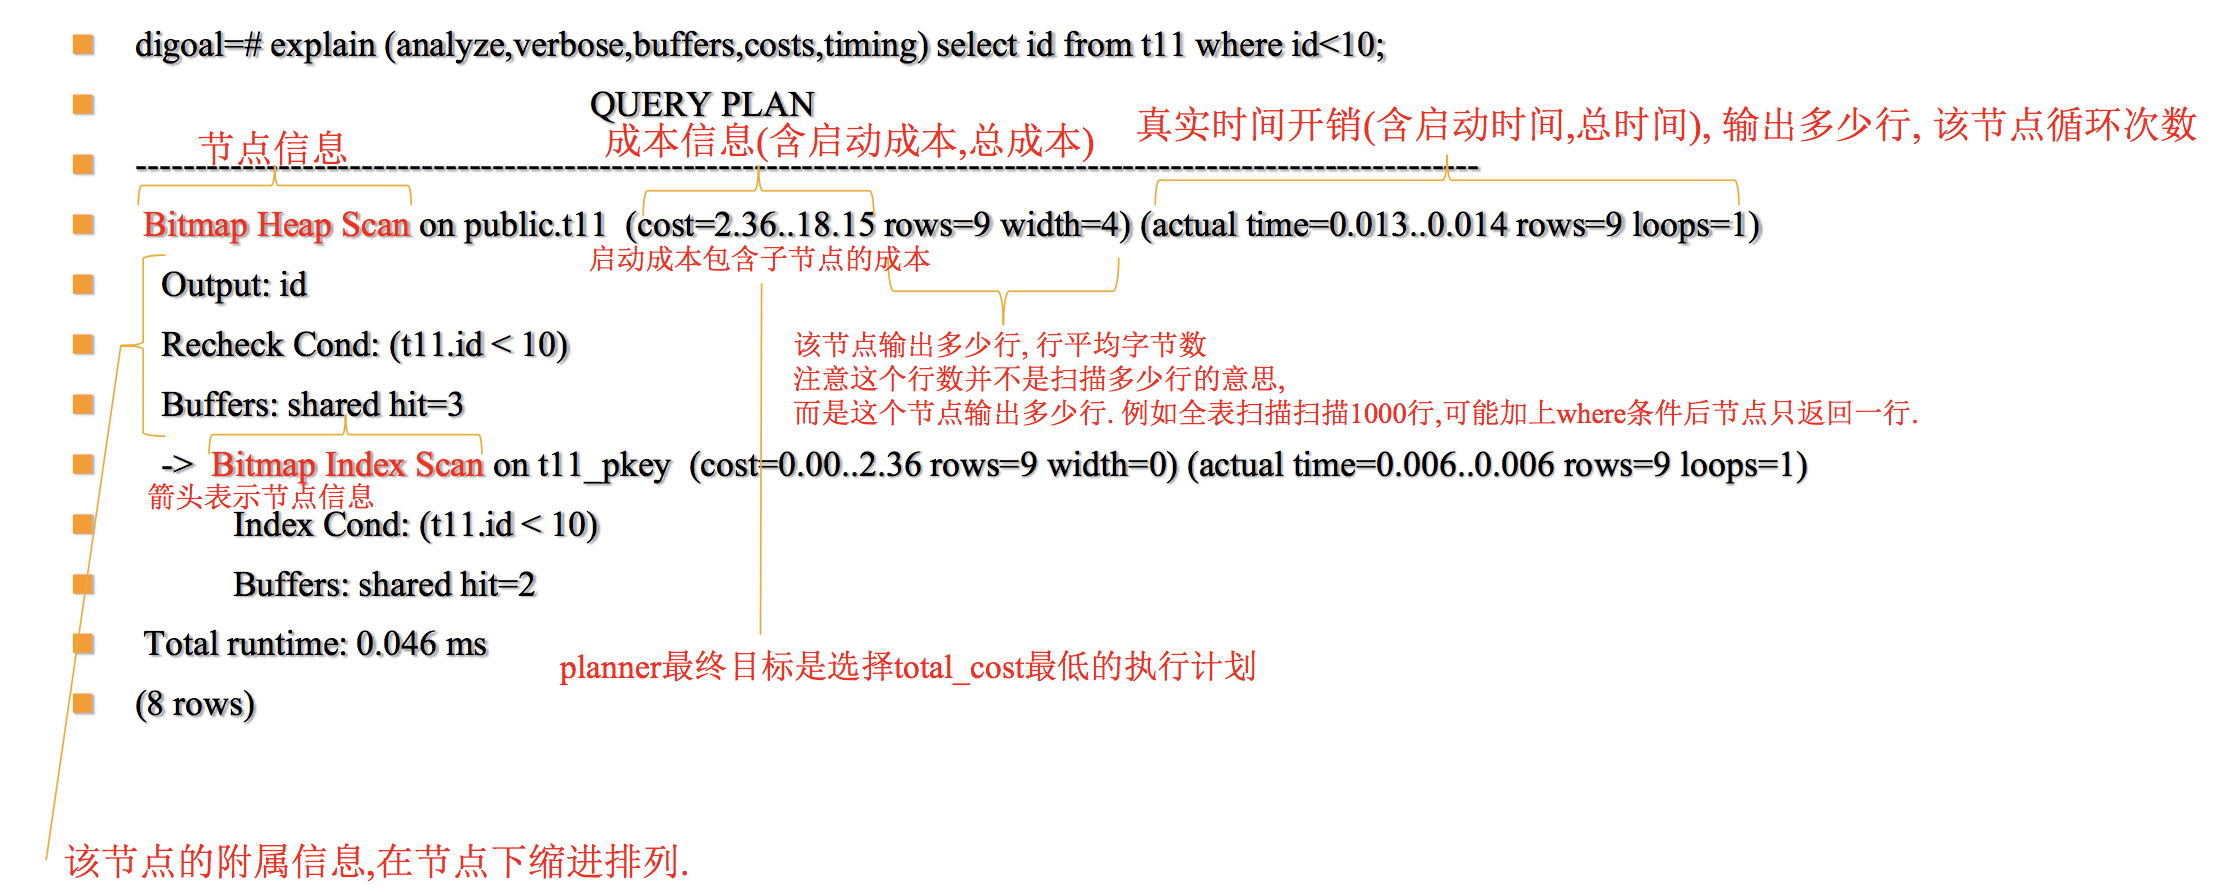 digoal=# explain (analyze,verbose,buffers,costs,timing) select id from t11 where id<10;
QUERY PLAN
节点信息
成本信息(含启动成本,总成本)
真实时间开销(含启动时间,总时间), 输出多少行, 该节点循环次数
----------------------------------------------------------------------------------------------------------------
Bitmap Heap Scan on public.t11 (cost=2.36..18.15 rows=9 width=4) (actual time=0.013..0.014 rows=9 loops=1)
启动成本包含子节点的成本
Output: id
Recheck Cond: (t11.id < 10)
该节点输出多少行, 行平均字节数
注意这个行数并不是扫描多少行的意思,
而是这个节点输出多少行. 例如全表扫描扫描1000行,可能加上where条件后节点只返回一行.
Buffers: shared hit=3
-> Bitmap Index Scan on t11_pkey (cost=0.00..2.36 rows=9 width=0) (actual time=0.006..0.006 rows=9 loops=1)
箭头表示节点信息
Index Cond: (t11.id < 10)
Buffers: shared hit=2
Total runtime: 0.046 ms
planner最终目标是选择total_cost最低的执行计划
(8 rows)
该节点的附属信息,在节点下缩进排列.